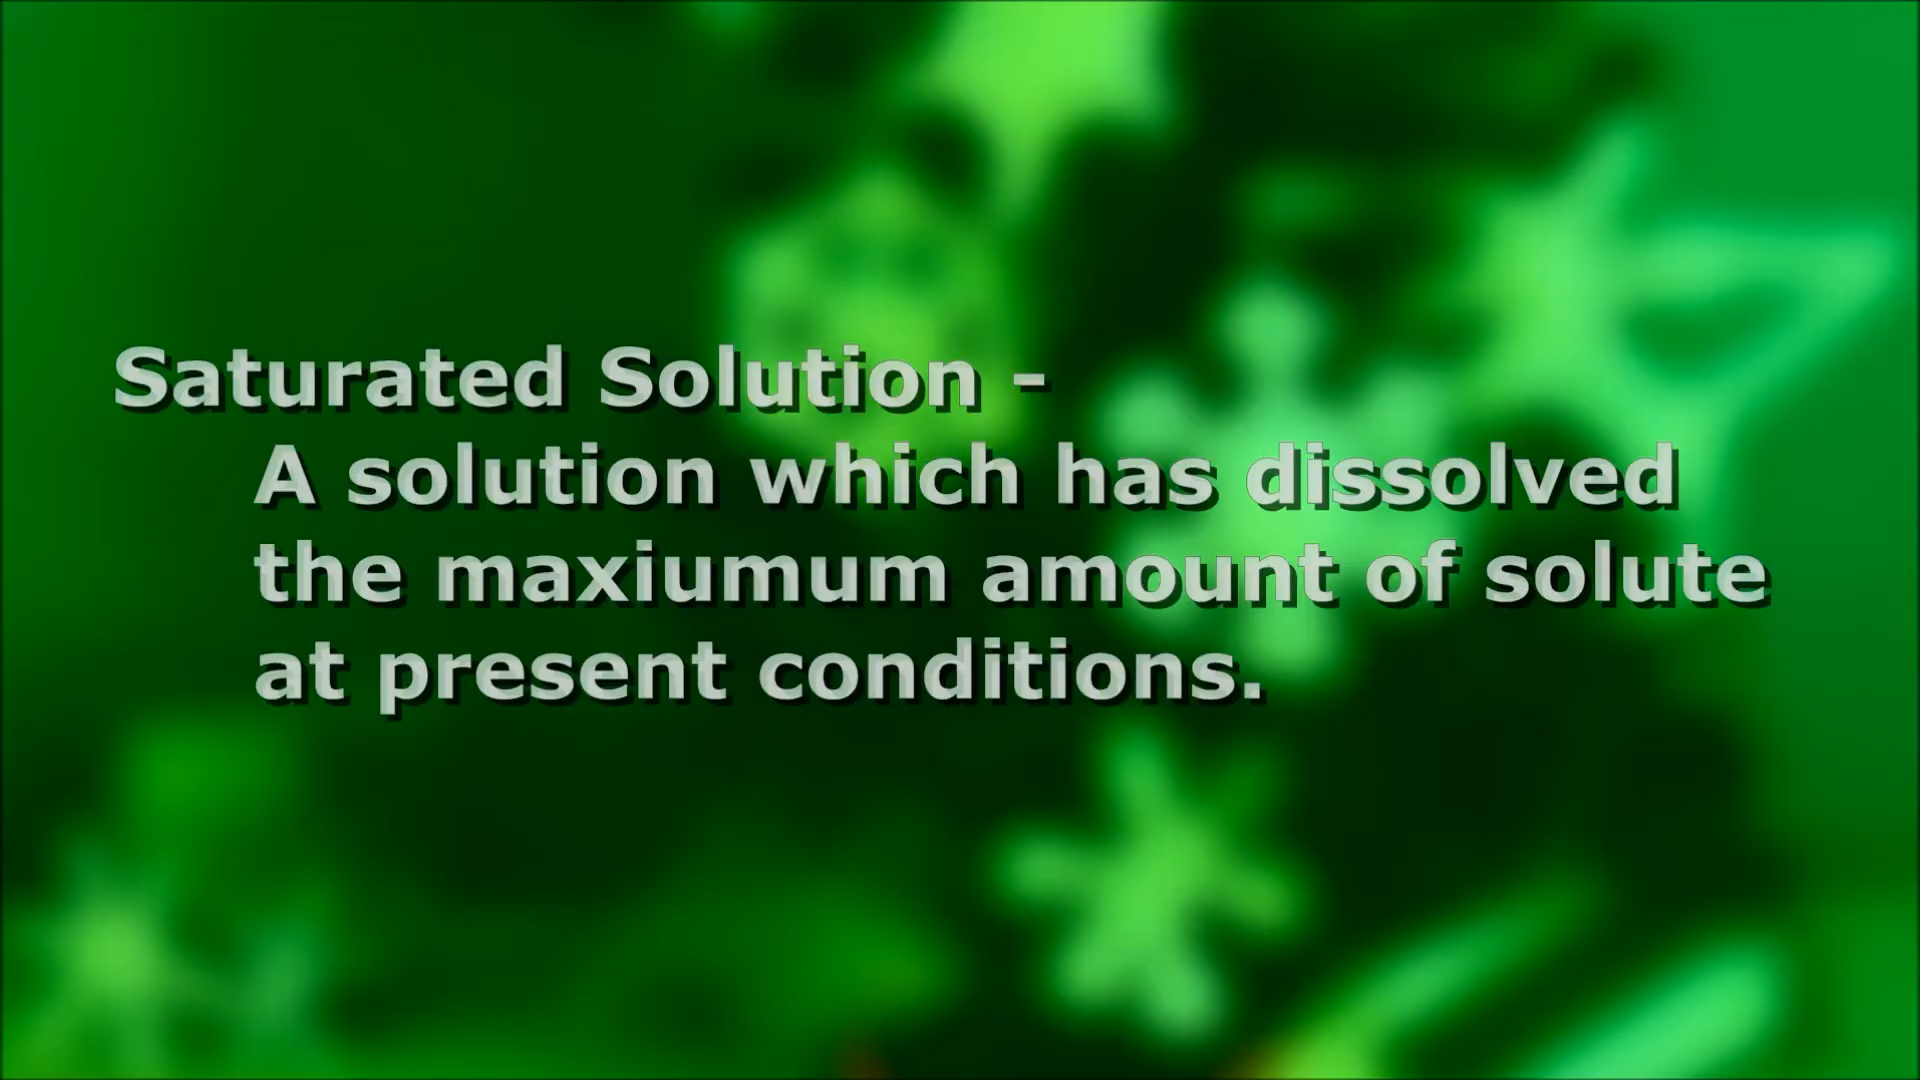 Saturated Solution -
A solution which has dissolved
the maxiumum amount of solute
at present conditions.